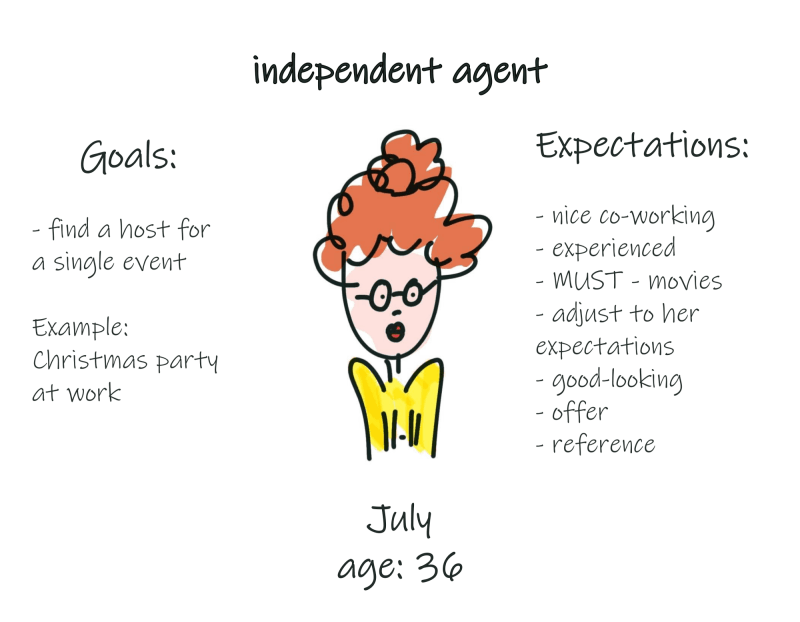 independent agent
Goals:
- find a host for
a single event
Example:
Christmas party
at work
Expectations:
- nice co-working
- experienced
- MUST - movies
- adjust to her
expectations
- good-looking
- offer
- reference
July
age: 36